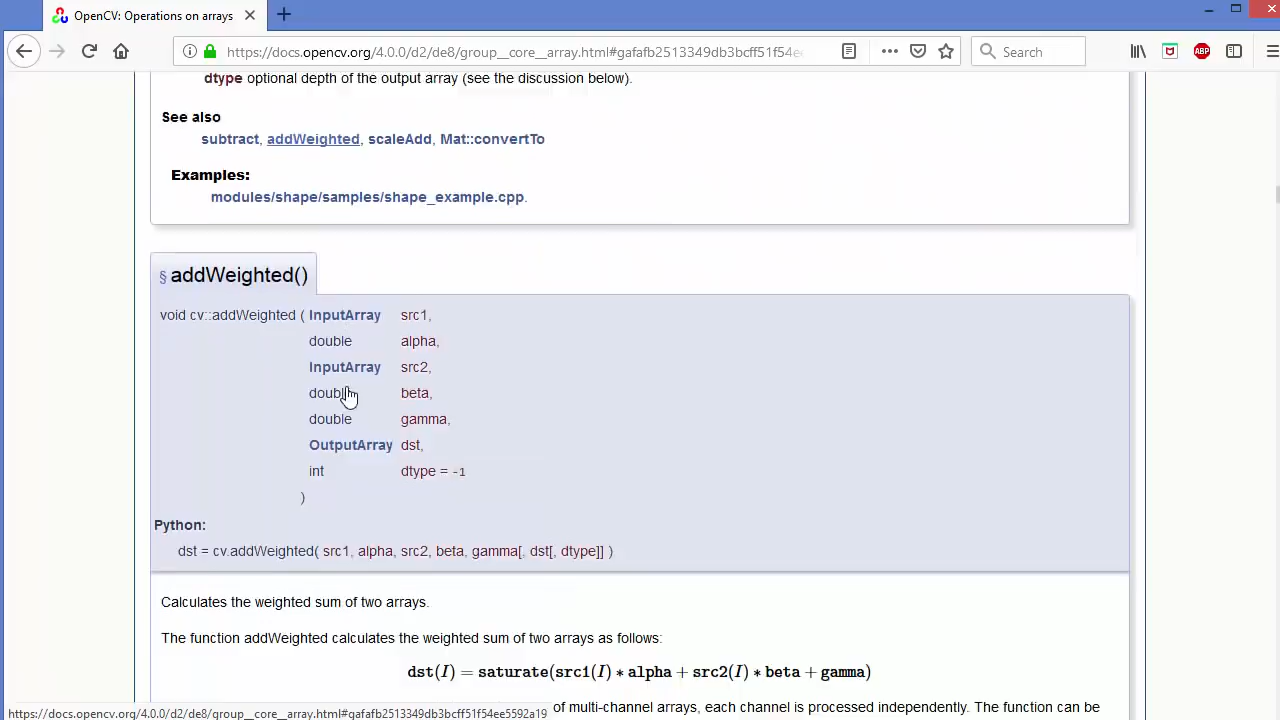 OpenCV: Operations on arrays
https://docs.opencv.org/4.0.0/d2/de8/group__core__array.html#gafafb2513349db3bcff51f54ee
Search
ABP
dtype optional depth of the output array (see the discussion below).
See also
subtract, addWeighted, scaleAdd, Mat::convertTo
Examples:
modules/shape/samples/shape_example.cpp.
§ addWeighted()
void cv::addWeighted ( InputArray src1,
double alpha,
InputArray src2,
double beta,
double gamma,
OutputArray dst,
int dtype = -1
)
Python:
dst = cv.addWeighted( src1, alpha, src2, beta, gamma[, dst[, dtype]] )
Calculates the weighted sum of two arrays.
The function addWeighted calculates the weighted sum of two arrays as follows:
dst(I) = saturate(src1(I) * alpha + src2(I) * beta + gamma)
of multi-channel arrays, each channel is processed independently. The function can be
https://docs.opencv.org/4.0.0/d2/de8/group__core__array.html#gafafb2513349db3bcff51f54ee5592a19